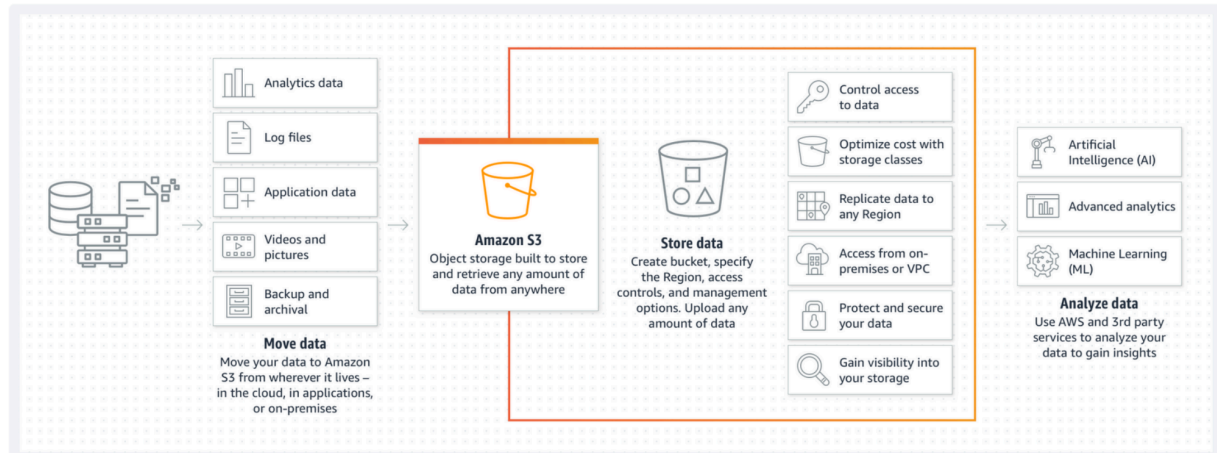 Analytics data
Log files
Application data
Videos and
pictures
Backup and
archival
Move data
Move your data to Amazon
S3 from wherever it lives –
in the cloud, in applications,
or on-premises
Amazon S3
Object storage built to store
and retrieve any amount of
data from anywhere
Store data
Create bucket, specify
the Region, access
controls, and management
options. Upload any
amount of data
Control access
to data
Optimize cost with
storage classes
Replicate data to
any Region
Access from on-
premises or VPC
Protect and secure
your data
Gain visibility into
your storage
Artificial
Intelligence (AI)
Advanced analytics
Machine Learning
(ML)
Analyze data
Use AWS and 3rd party
services to analyze your
data to gain insights